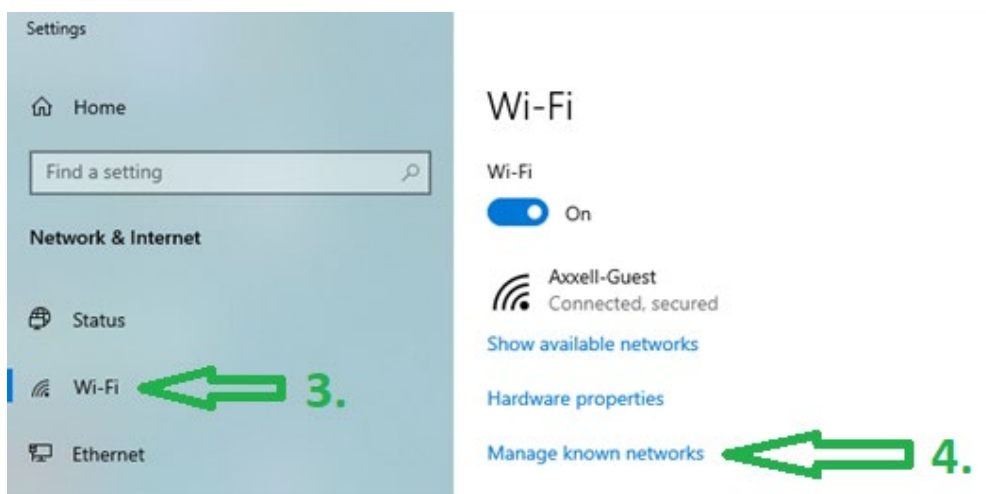 Settings
Home
Find a setting
Network & Internet
Status
Wi-Fi
3.
Ethernet
Wi-Fi
Wi-Fi
On
Axxell-Guest
Connected, secured
Show available networks
Hardware properties
Manage known networks
4.